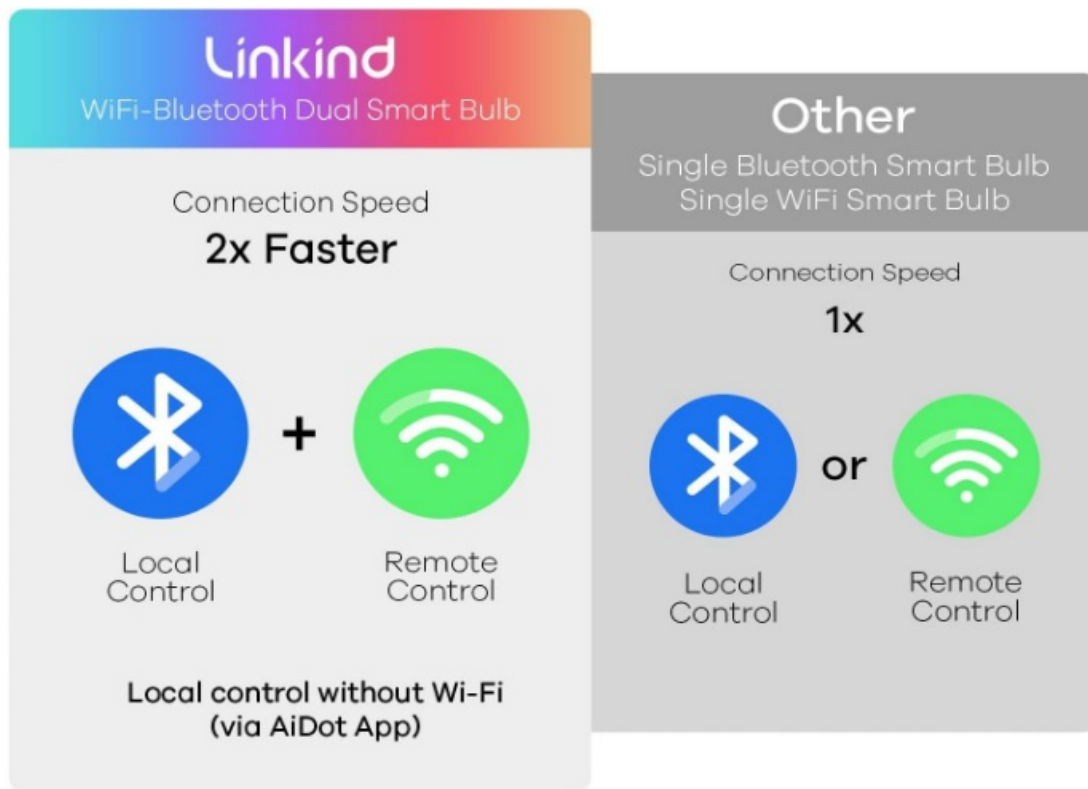 Linkind
WiFi-Bluetooth Dual Smart Bulb
Connection Speed
2x Faster
+
Local
Control
Remote
Control
Local control without Wi-Fi
(via AiDot App)
Other
Single Bluetooth Smart Bulb
Single WiFi Smart Bulb
Connection Speed
1x
or
Local
Control
Remote
Control